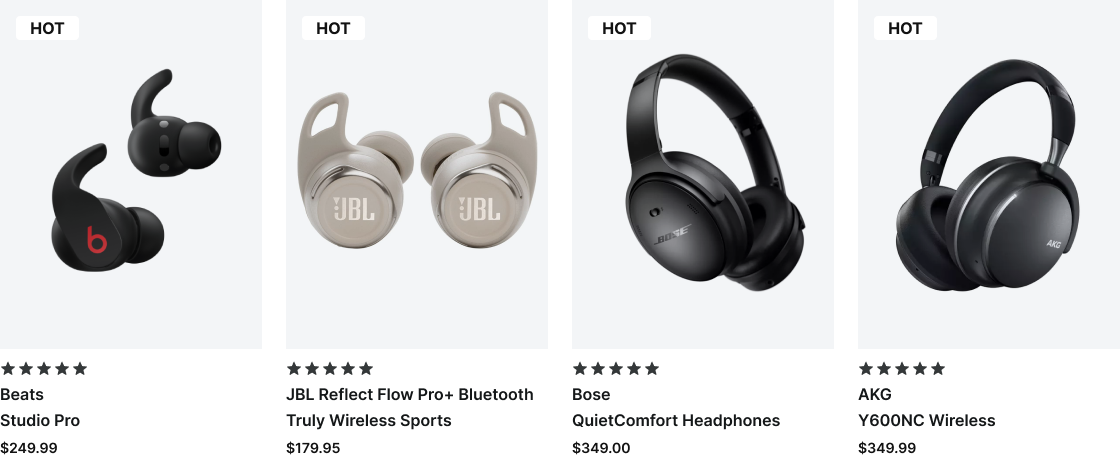 HOT
HOT
HOT
HOT
b
JBL
JBL
BOSE
AKG
Beats
Studio Pro
$249.99
JBL Reflect Flow Pro+ Bluetooth
Truly Wireless Sports
$179.95
Bose
QuietComfort Headphones
$349.00
AKG
Y600NC Wireless
$349.99